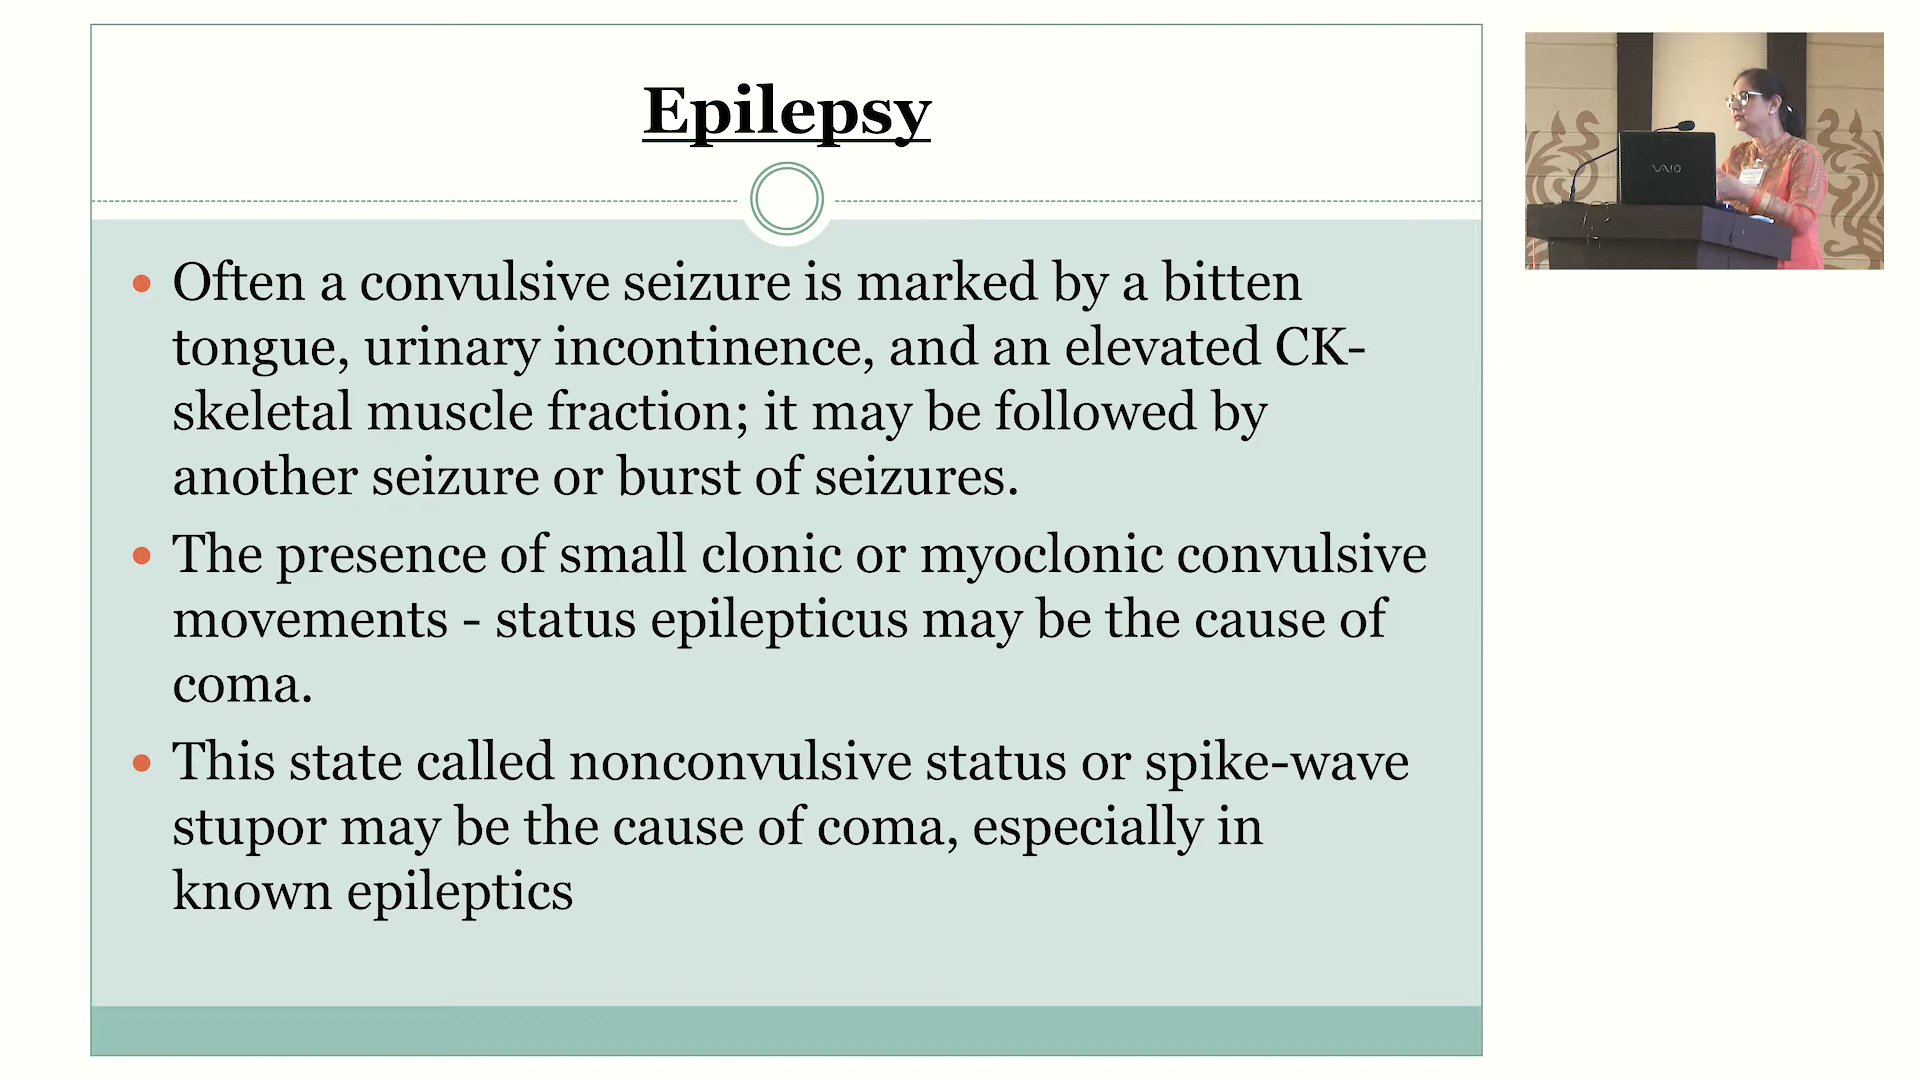 Epilepsy
Often a convulsive seizure is marked by a bitten
tongue, urinary incontinence, and an elevated CK-
skeletal muscle fraction; it may be followed by
another seizure or burst of seizures.
The presence of small clonic or myoclonic convulsive
movements - status epilepticus may be the cause of
coma.
This state called nonconvulsive status or spike-wave
stupor may be the cause of coma, especially in
known epileptics
VAIO